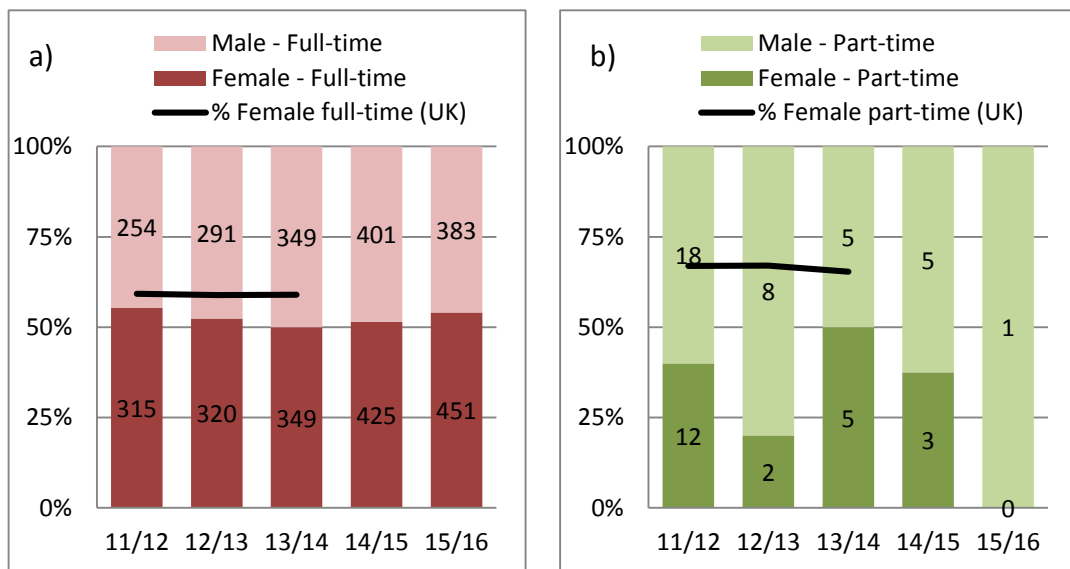 a)
Male - Full-time
Female - Full-time
% Female full-time (UK)
100%
75%
50%
25%
0%
254 291 349 401 383
315 320 349 425 451
11/12 12/13 13/14 14/15 15/16
b)
Male - Part-time
Female - Part-time
% Female part-time (UK)
100%
75%
50%
25%
0%
18 8 5 5 1
12 2 5 3 0
11/12 12/13 13/14 14/15 15/16